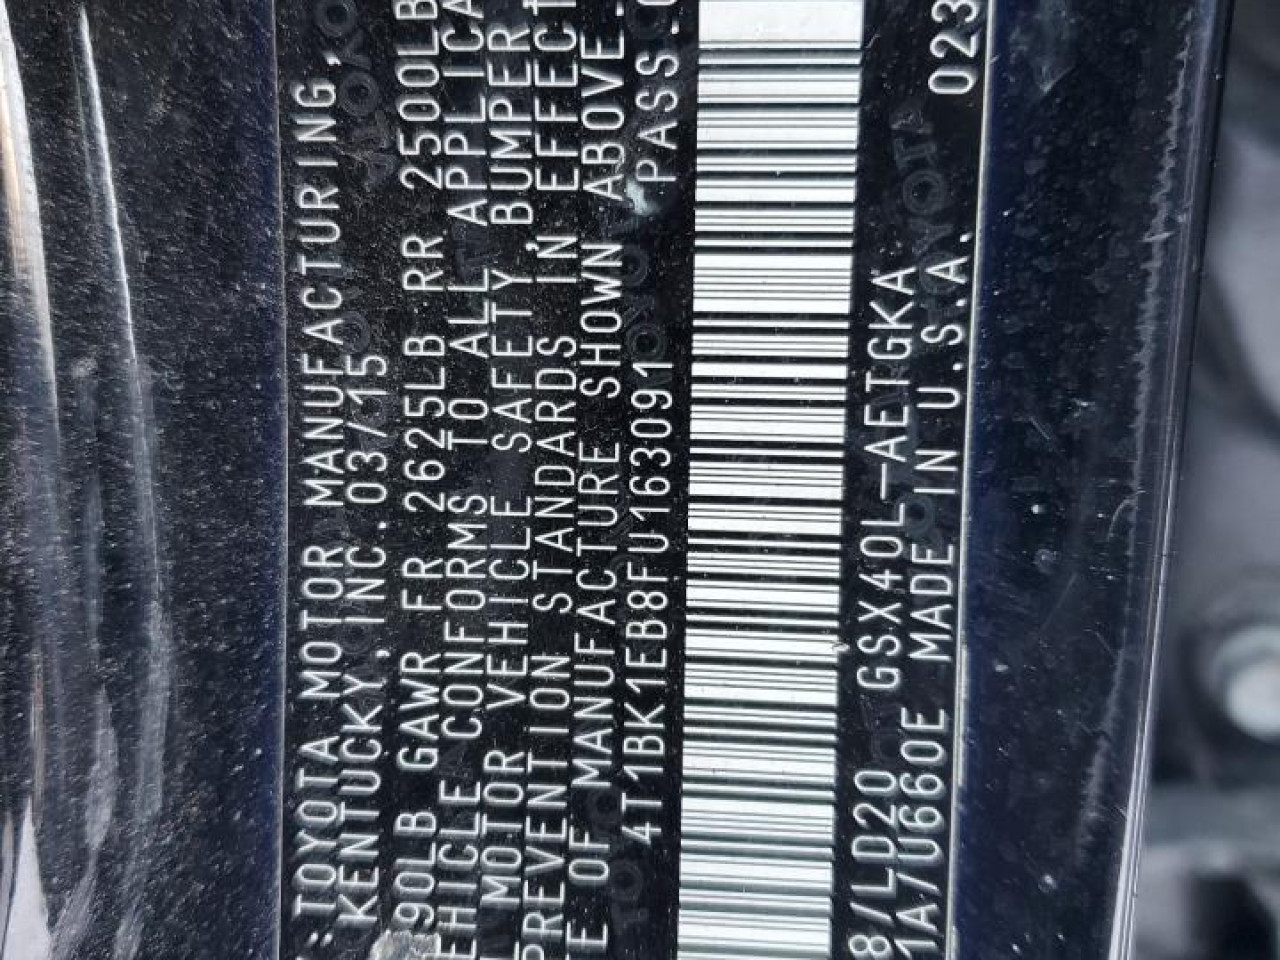 :TOYOTA MOTOR MANUFACTURING,
KENTUCKY, INC. 03/15
90LB GAWR FR 2625LB RR 2500LB
EHICLE CONFORMS TO ALL APPLICA
MOTOR VEHICLE SAFETY, BUMPER
PREVENTION STANDARDS IN EFFECT
E OF MANUFACTURE SHOWN ABOVE.
4T1BK1EB8FU163091 PASS.
8/LD20 GSX40L-AETGKA
1A/U660E MADE IN U.S.A. 023